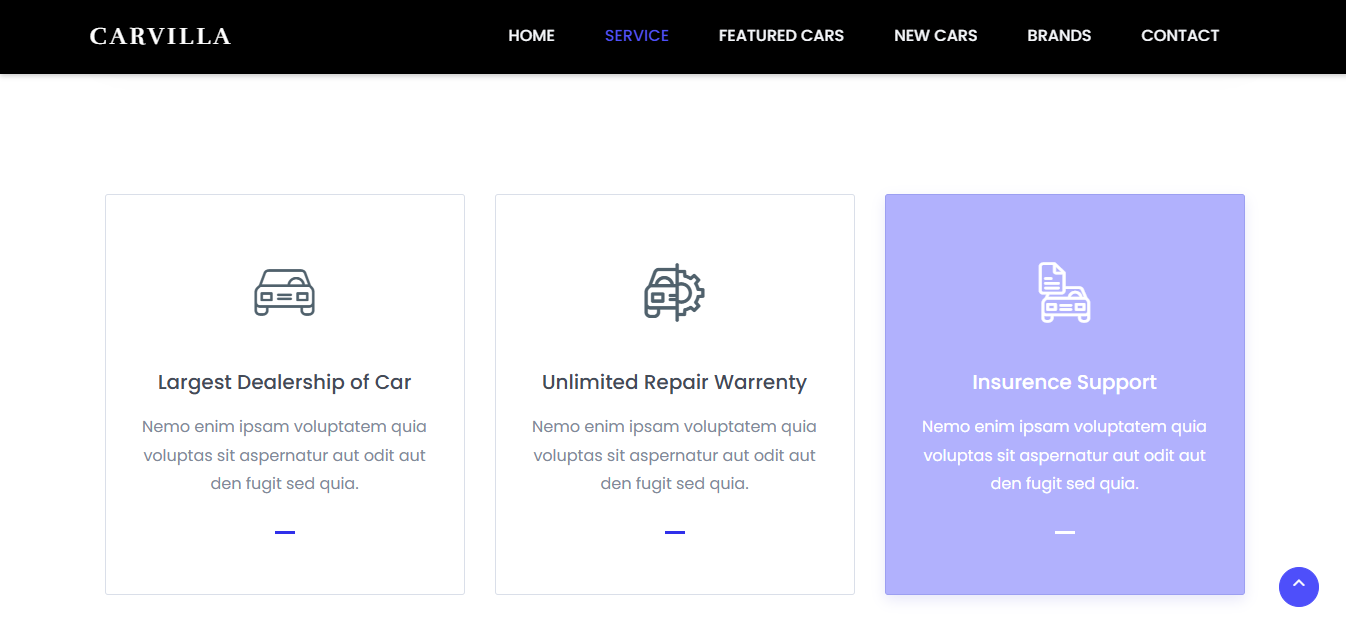 CARVILLA
HOME
SERVICE
FEATURED CARS
NEW CARS
BRANDS
CONTACT
Largest Dealership of Car
Nemo enim ipsam voluptatem quia
voluptas sit aspernatur aut odit aut
den fugit sed quia.
Unlimited Repair Warrenty
Nemo enim ipsam voluptatem quia
voluptas sit aspernatur aut odit aut
den fugit sed quia.
Insurence Support
Nemo enim ipsam voluptatem quia
voluptas sit aspernatur aut odit aut
den fugit sed quia.